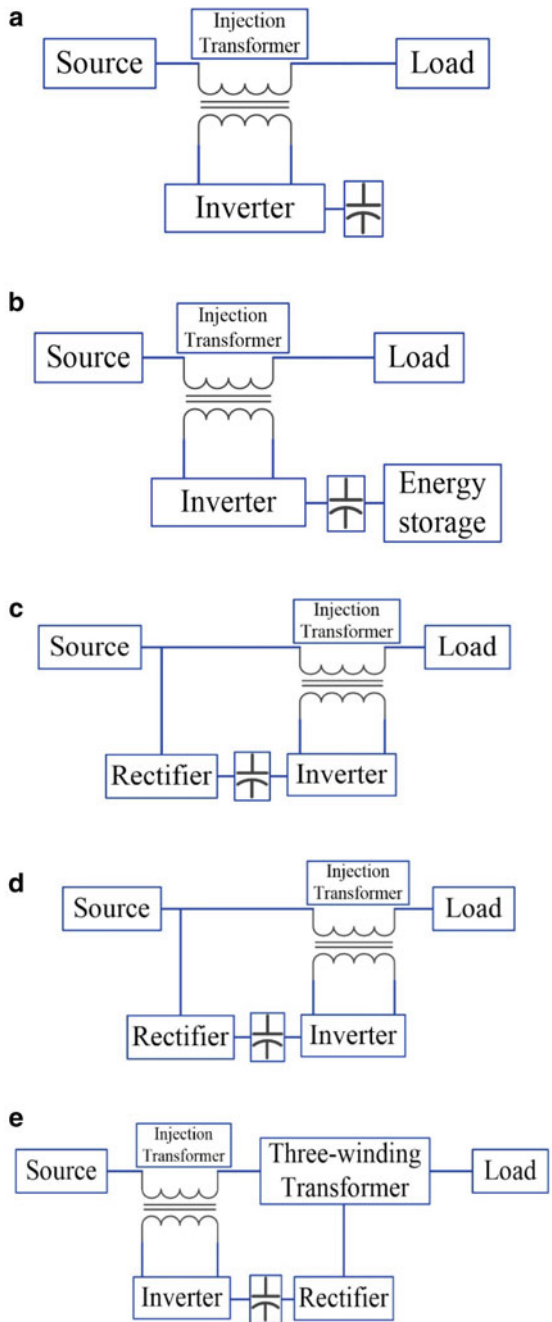 a
Injection
Transformer
Source
Load
Inverter
b
Injection
Transformer
Source
Load
Inverter
Energy
storage
c
Injection
Transformer
Source
Load
Rectifier
Inverter
d
Injection
Transformer
Source
Load
Rectifier
Inverter
e
Injection
Transformer
Source
Three-winding
Transformer
Load
Inverter
Rectifier